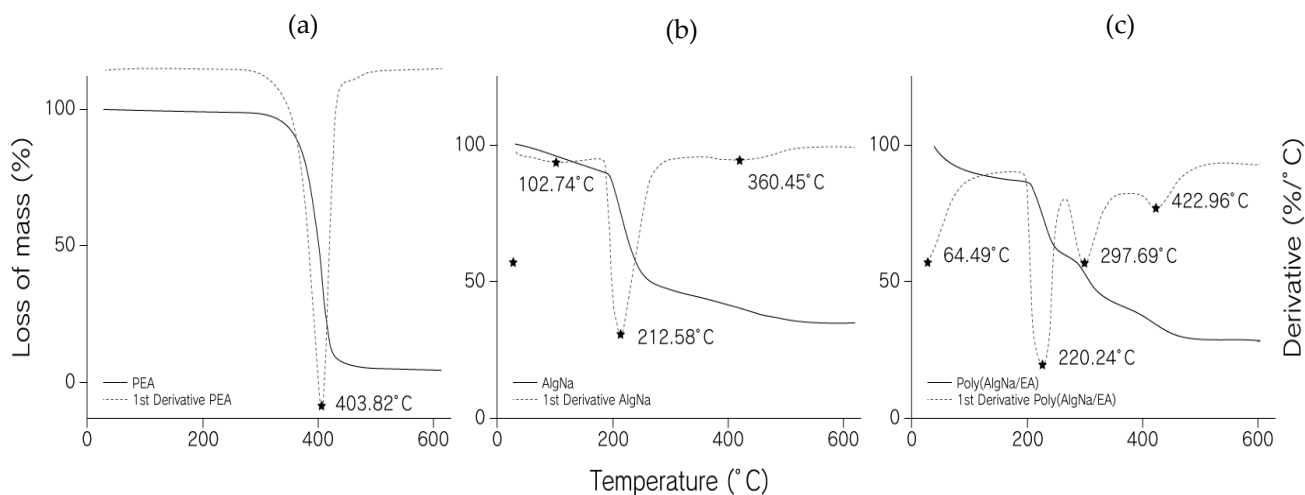 (a)
(b)
(c)
Loss of mass (%)
100
50
0
PEA
1st Derivative PEA
403.82°C
0
200
400
600
100
50
0
102.74°C
360.45°C
212.58°C
AlgNa
1st Derivative AlgNa
0
200
400
600
100
50
0
64.49°C
422.96°C
297.69°C
220.24°C
Poly(AlgNa/EA)
1st Derivative Poly(AlgNa/EA)
0
200
400
600
Derivative (%/°C)
Temperature (°C)